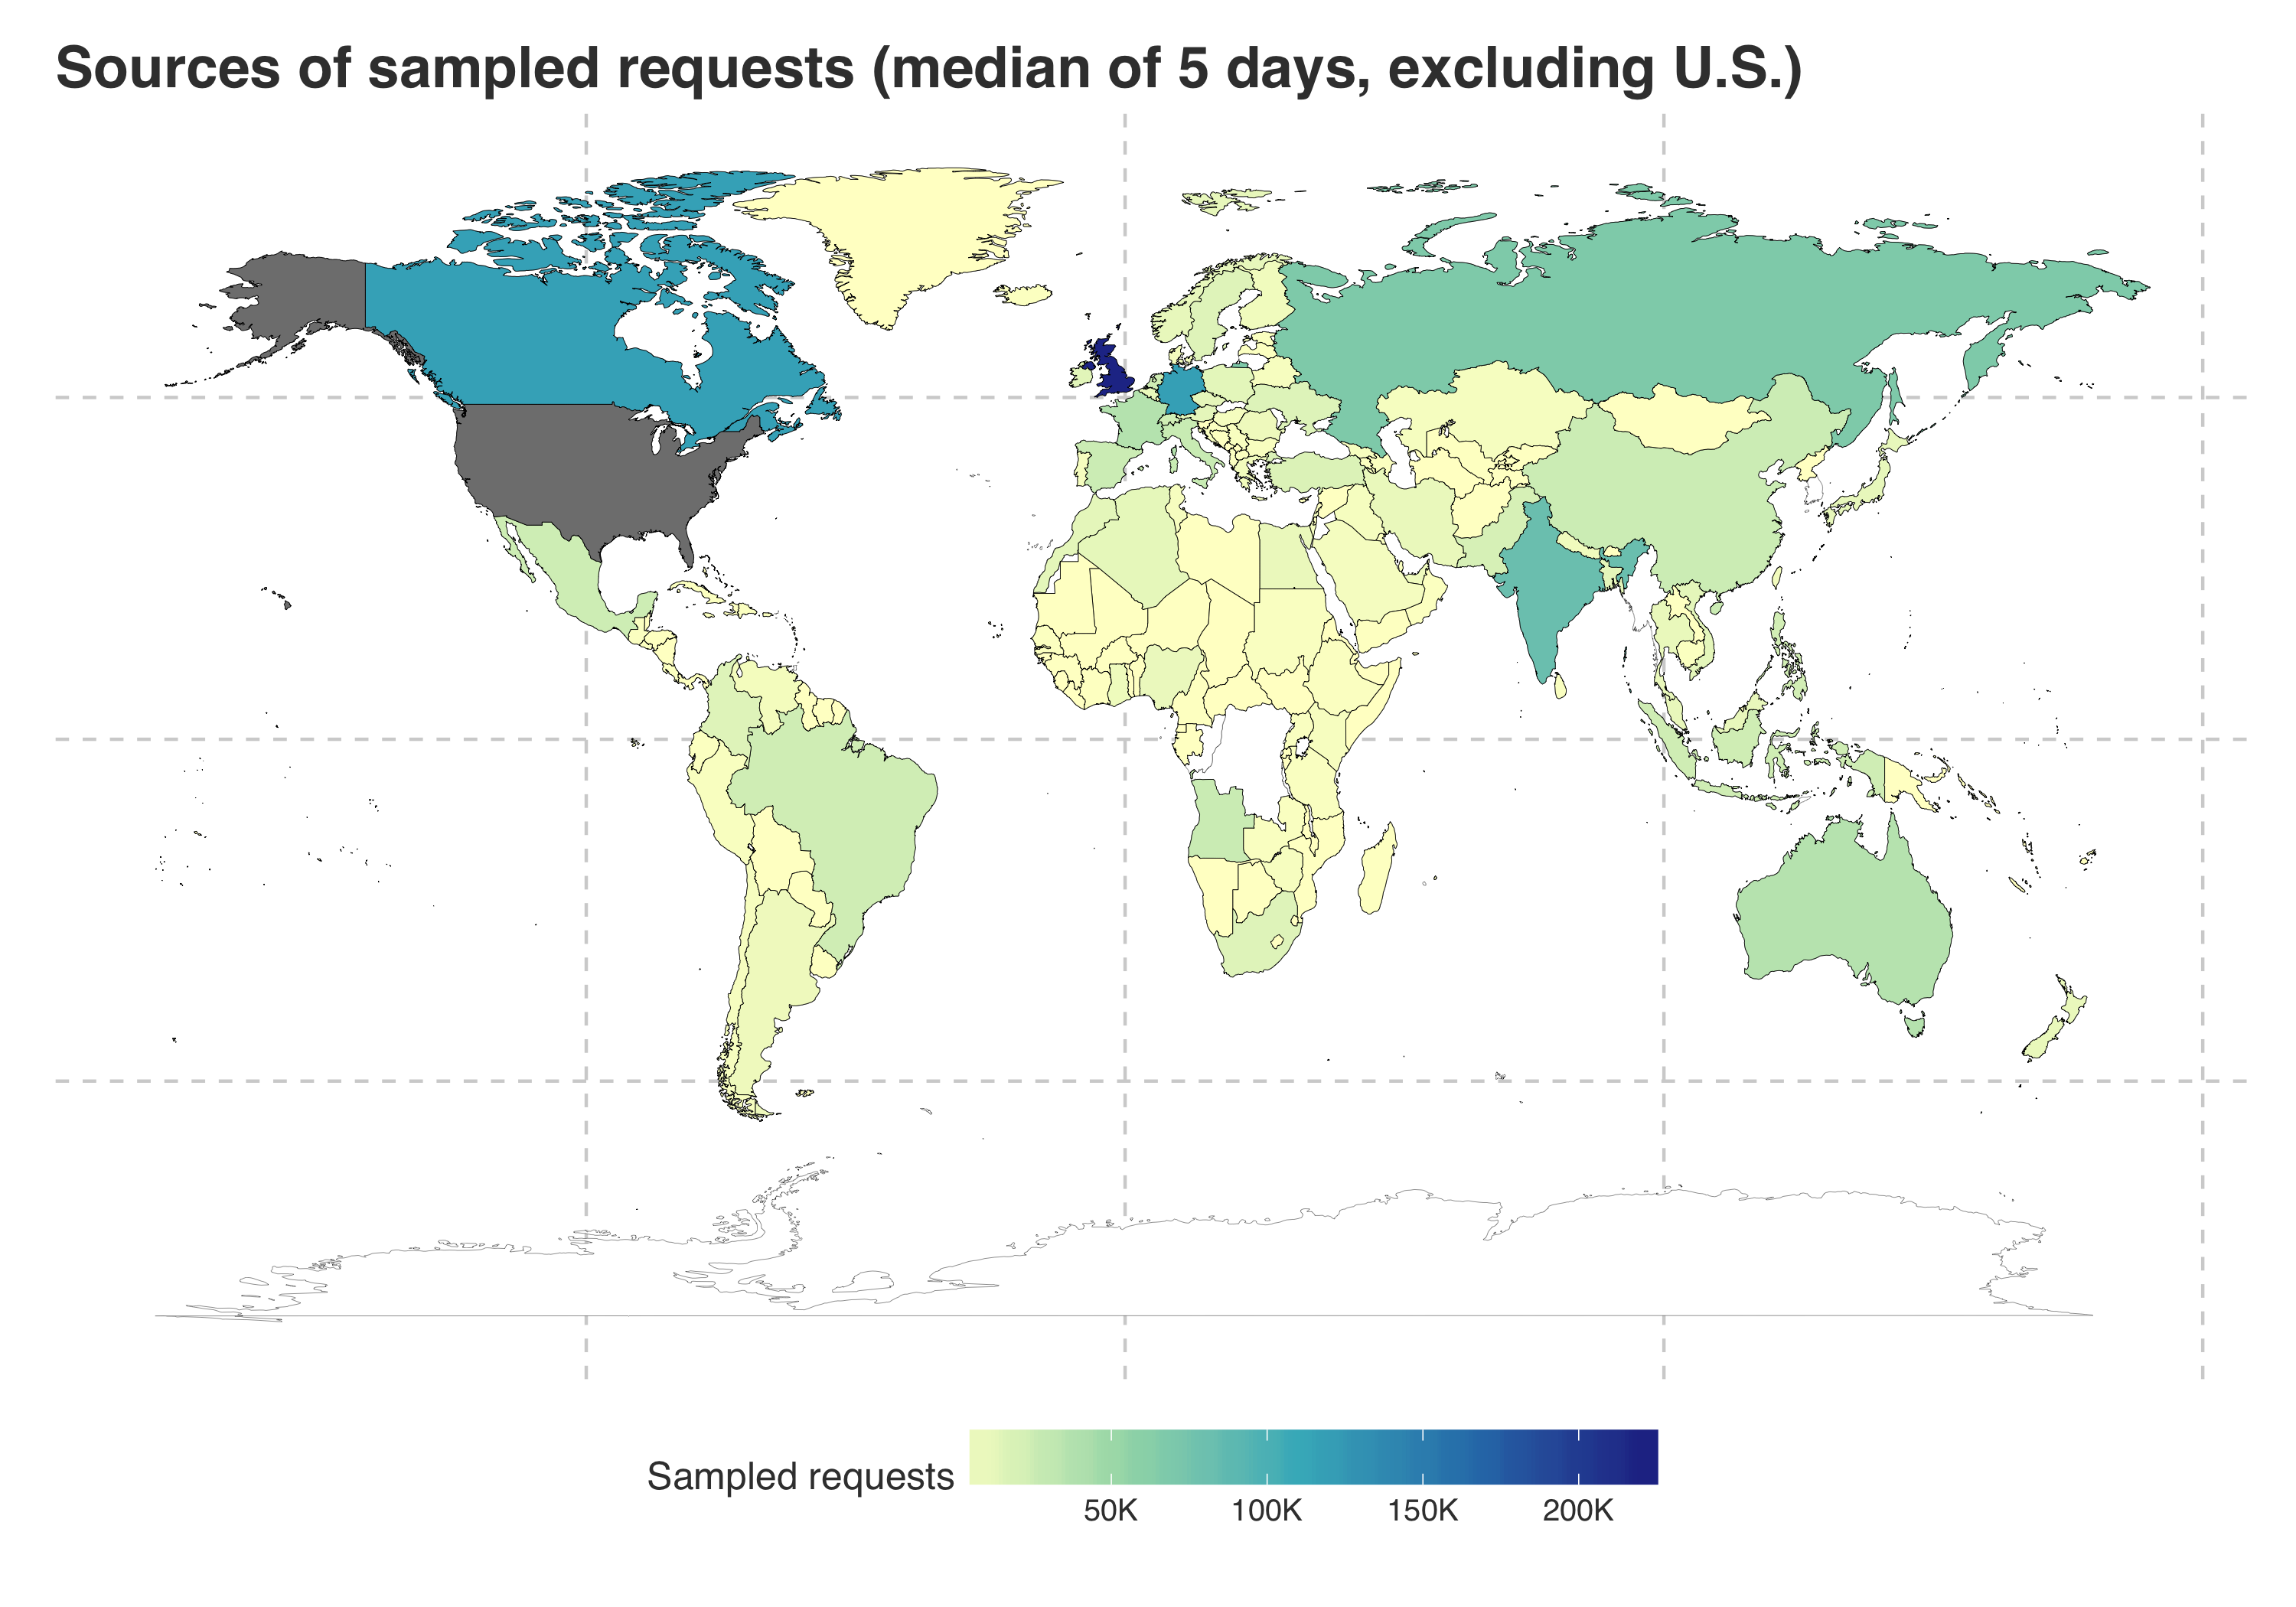 Sources of sampled requests (median of 5 days, excluding U.S.)
Sampled requests
50K 100K 150K 200K